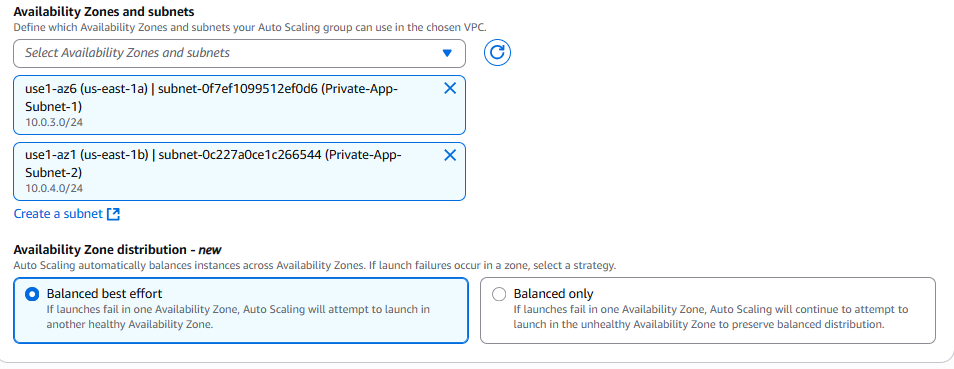 Availability Zones and subnets
Define which Availability Zones and subnets your Auto Scaling group can use in the chosen VPC.
Select Availability Zones and subnets
use1-az6 (us-east-1a) | subnet-0f7ef1099512ef0d6 (Private-App-
Subnet-1)
10.0.3.0/24
use1-az1 (us-east-1b) | subnet-0c227a0ce1c266544 (Private-App-
Subnet-2)
10.0.4.0/24
Create a subnet
Availability Zone distribution - new
Auto Scaling automatically balances instances across Availability Zones. If launch failures occur in a zone, select a strategy.
Balanced best effort
If launches fail in one Availability Zone, Auto Scaling will attempt to launch in
another healthy Availability Zone.
Balanced only
If launches fail in one Availability Zone, Auto Scaling will continue to attempt to
launch in the unhealthy Availability Zone to preserve balanced distribution.